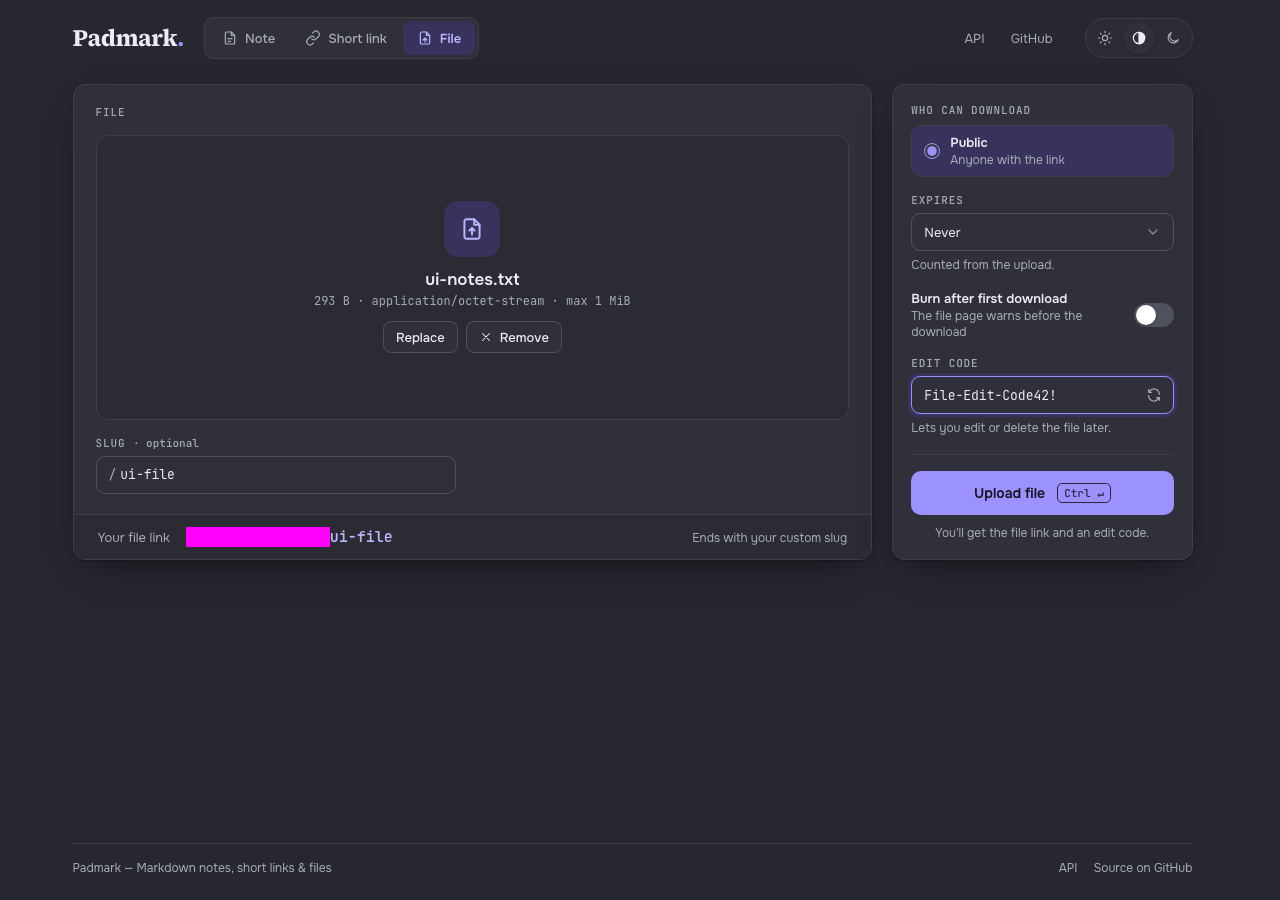 Padmark.
Note
Short link
File
API
GitHub
FILE
ui-notes.txt
293 B · application/octet-stream · max 1 MiB
Replace
Remove
SLUG · optional
/ ui-file
Your file link
ui-file
Ends with your custom slug
WHO CAN DOWNLOAD
Public
Anyone with the link
EXPIRES
Never
Counted from the upload.
Burn after first download
The file page warns before the
download
EDIT CODE
File-Edit-Code42!
Lets you edit or delete the file later.
Upload file Ctrl ↵
You'll get the file link and an edit code.
Padmark — Markdown notes, short links & files
API
Source on GitHub